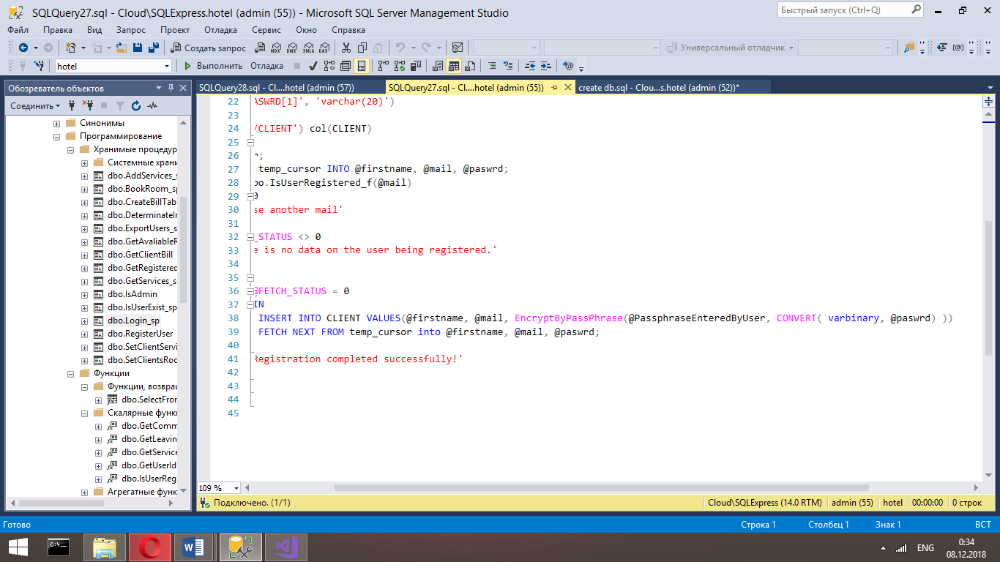 SQLQuery27.sql - Cloud\SQLExpress.hotel (admin (55)) - Microsoft SQL Server Management Studio
Быстрый запуск (Ctrl+Q)
Файл Правка Вид Запрос Проект Отладка Сервис Окно Справка
Создать запрос MDX DMX XMLA DAX Универсальный отладчик
hotel Выполнить Отладка
Обозреватель объектов
Соединить
Синонимы
Программирование
Хранимые процедур
Системные храни
dbo.AddServices_s
dbo.BookRoom_sp
dbo.CreateBillTab
dbo.DeterminateIn
dbo.ExportUsers_s
dbo.GetAvaliableR
dbo.GetClientBill
dbo.GetRegistered
dbo.GetServices_s
dbo.IsAdmin
dbo.IsUserExist_sp
dbo.Login_sp
dbo.RegisterUser
dbo.SetClientServi
dbo.SetClientsRoo
Функции
Функции, возвра
dbo.SelectFror
Скалярные функ
dbo.GetComm
dbo.GetLeavin
dbo.GetService
dbo.GetUserId
dbo.IsUserReg
Агрегатные функ
SQLQuery28.sql - Cl....hotel (admin (57)) SQLQuery27.sql - Cl....hotel (admin (55)) create db.sql - Clou...s.hotel (admin (52))*
22 ASWRD[1]', 'varchar(20)')
23
24 /CLIENT') col(CLIENT)
25
26 ;
27 temp_cursor INTO @firstname, @mail, @paswrd;
28 bo.IsUserRegistered_f(@mail)
29 0
30 se another mail'
31
32 _STATUS <> 0
33 e is no data on the user being registered.'
34
35
36 @FETCH_STATUS = 0
37 IN
38 INSERT INTO CLIENT VALUES(@firstname, @mail, EncryptByPassPhrase(@PassphraseEnteredByUser, CONVERT( varbinary, @paswrd) ))
39 FETCH NEXT FROM temp_cursor into @firstname, @mail, @paswrd;
40
41 Registration completed successfully!'
42
43
44
45
109 %
Подключено. (1/1) Cloud\SQLExpress (14.0 RTM) admin (55) hotel 00:00:00 0 строк
Готово Строка 1 Столбец 1 Знак 1 ВСТ
C:\
ENG
0:34
08.12.2018